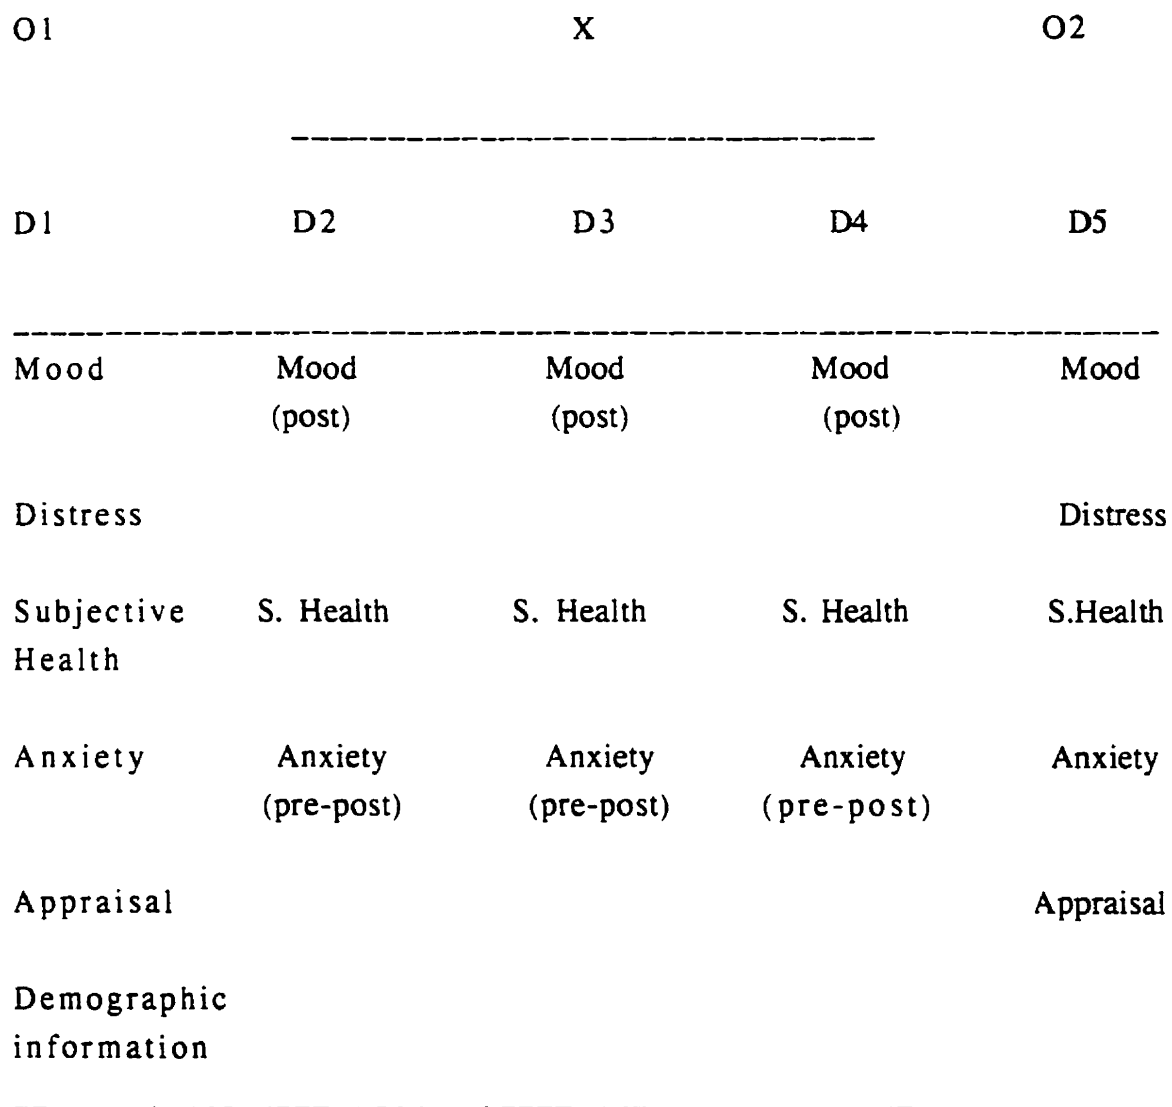 O1 X O2
D1 D2 D3 D4 D5
Mood Mood Mood Mood Mood
(post) (post) (post)
Distress Distress
Subjective S. Health S. Health S. Health S.Health
Health
Anxiety Anxiety Anxiety Anxiety Anxiety
(pre-post) (pre-post) (pre-post)
Appraisal Appraisal
Demographic
information